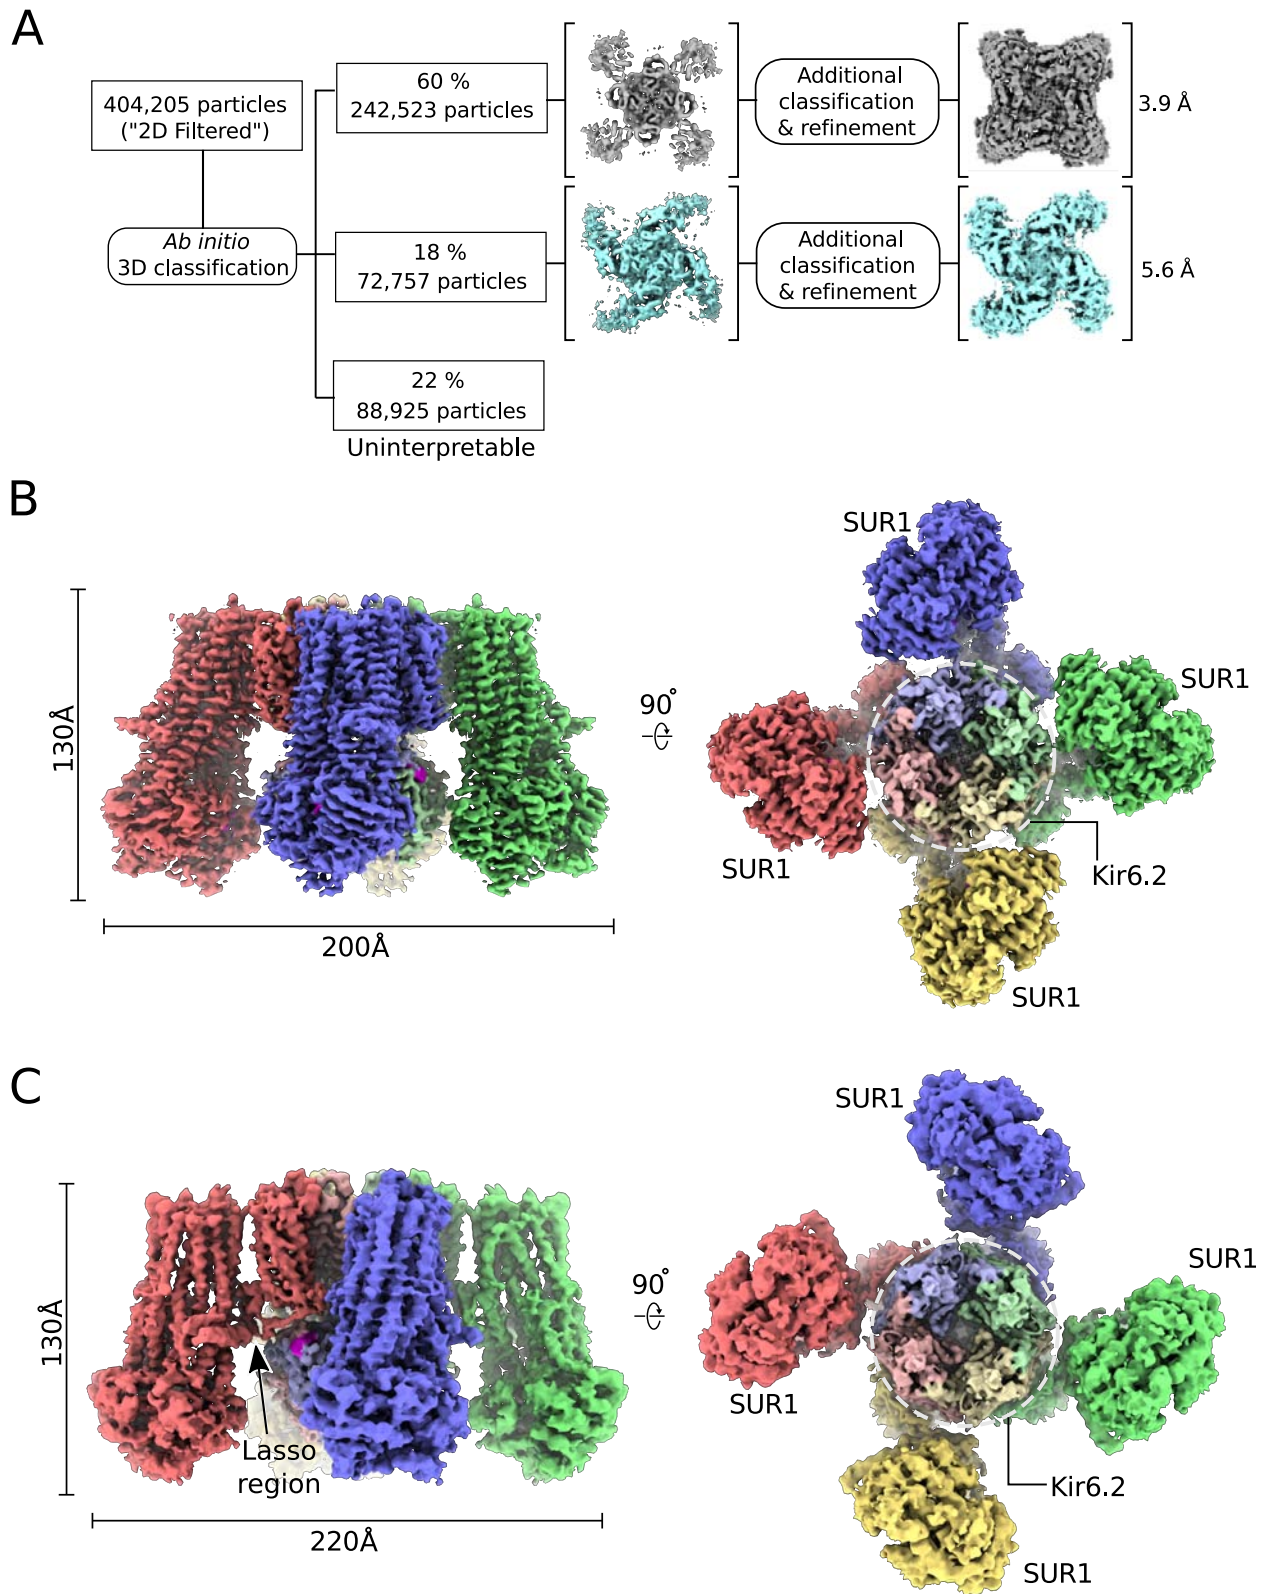 A
404,205 particles
("2D Filtered")
Ab initio
3D classification
60 %
242,523 particles
Additional
classification
& refinement
3.9 Å
18 %
72,757 particles
Additional
classification
& refinement
5.6 Å
22 %
88,925 particles
Uninterpretable
B
130Å
200Å
90°
SUR1
SUR1
SUR1
Kir6.2
SUR1
C
130Å
Lasso
region
220Å
90°
SUR1
SUR1
SUR1
Kir6.2
SUR1